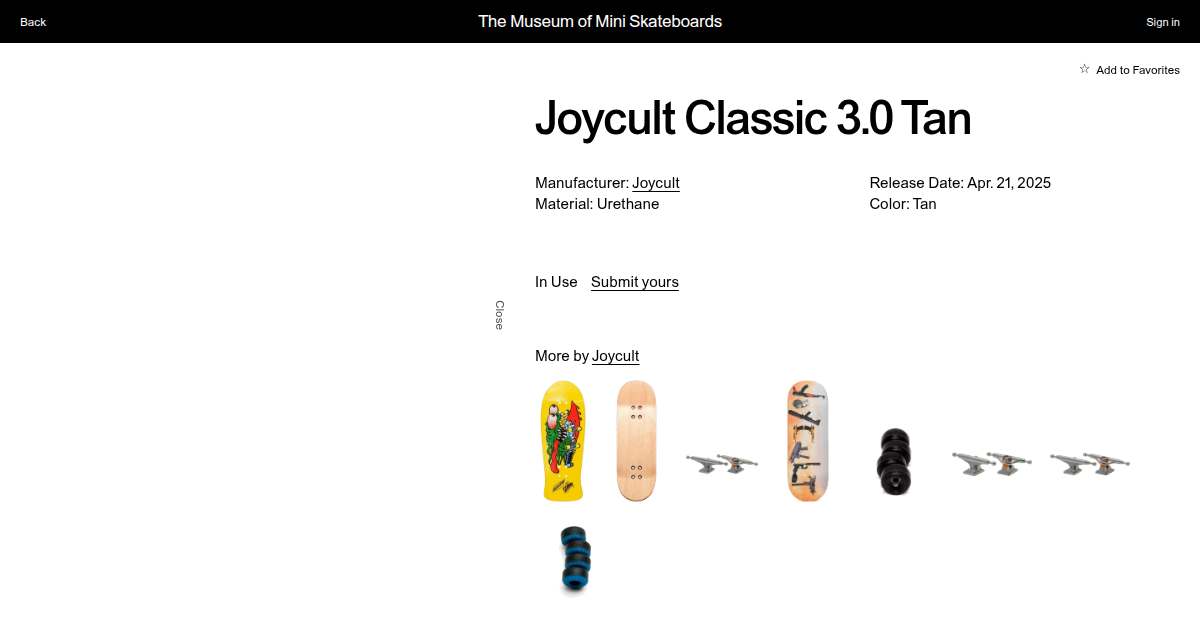 Back
The Museum of Mini Skateboards
Sign in
☆ Add to Favorites
Joycult Classic 3.0 Tan
Manufacturer: Joycult
Material: Urethane
Release Date: Apr. 21, 2025
Color: Tan
In Use Submit yours
Close
More by Joycult